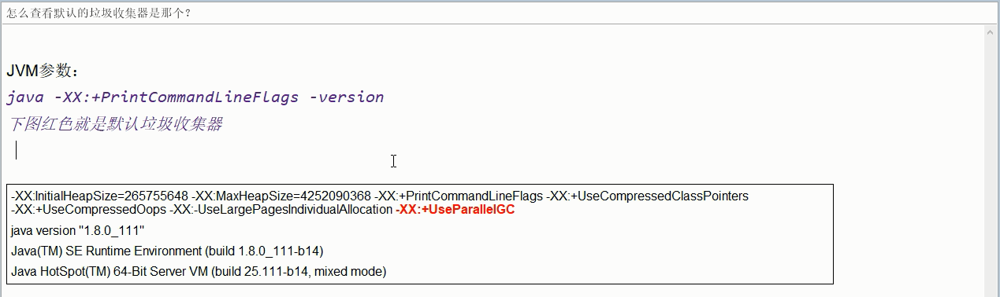 怎么查看默认的垃圾收集器是那个?
JVM参数：
java -XX:+PrintCommandLineFlags -version
下图红色就是默认垃圾收集器
-XX:InitialHeapSize=265755648 -XX:MaxHeapSize=4252090368 -XX:+PrintCommandLineFlags -XX:+UseCompressedClassPointers
-XX:+UseCompressedOops -XX:-UseLargePagesIndividualAllocation -XX:+UseParallelGC
java version "1.8.0_111"
Java(TM) SE Runtime Environment (build 1.8.0_111-b14)
Java HotSpot(TM) 64-Bit Server VM (build 25.111-b14, mixed mode)